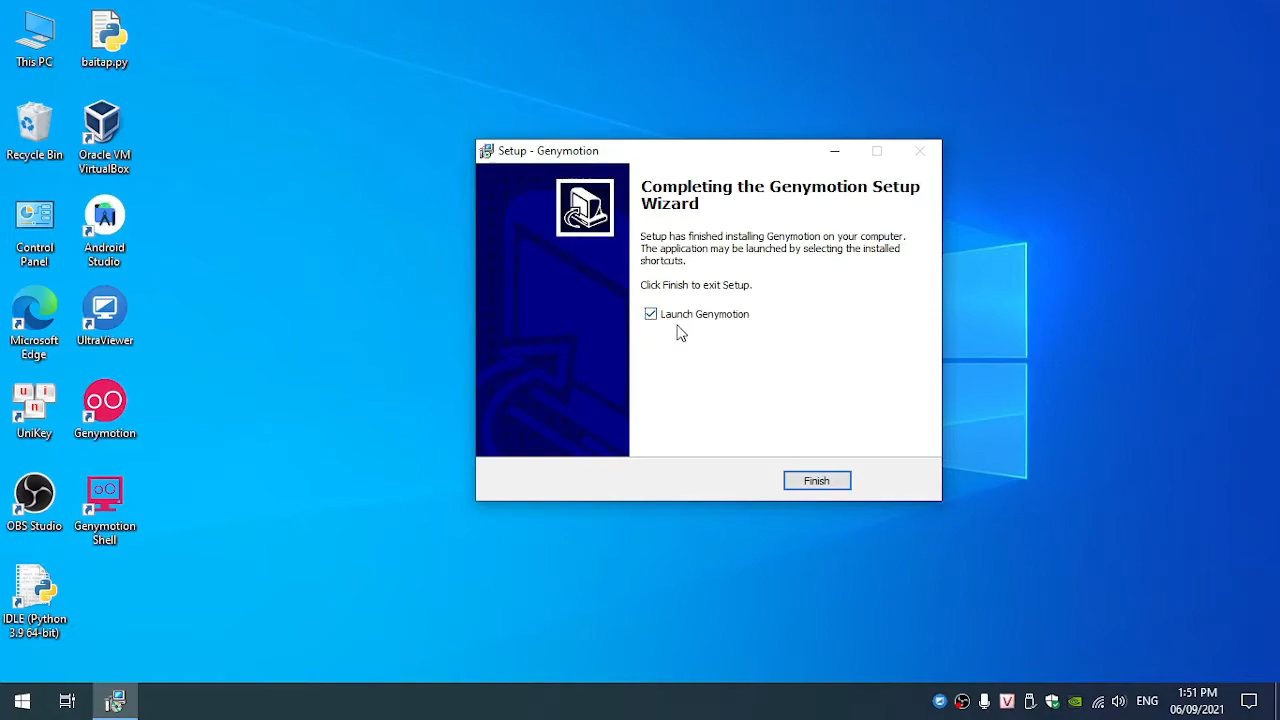 This PC
baitap.py
Recycle Bin
Oracle VM
VirtualBox
Control
Panel
Android
Studio
Microsoft
Edge
UltraViewer
UniKey
Genymotion
OBS Studio
Genymotion
Shell
IDLE (Python
3.9 64-bit)
Setup - Genymotion
Completing the Genymotion Setup
Wizard
Setup has finished installing Genymotion on your computer.
The application may be launched by selecting the installed
shortcuts.
Click Finish to exit Setup.
Launch Genymotion
Finish
V
ENG
1:51 PM
06/09/2021